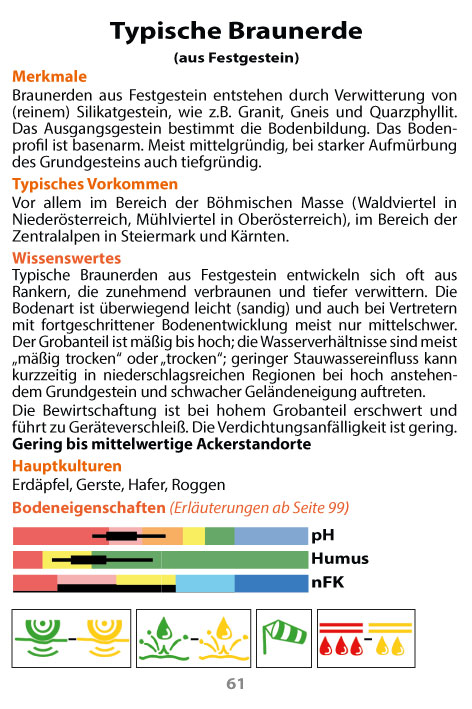 Typische Braunerde
(aus Festgestein)
Merkmale
Braunerden aus Festgestein entstehen durch Verwitterung von
(reinem) Silikatgestein, wie z.B. Granit, Gneis und Quarzphyllit.
Das Ausgangsgestein bestimmt die Bodenbildung. Das Boden-
profil ist basenarm. Meist mittelgründig, bei starker Aufmürbung
des Grundgesteins auch tiefgründig.
Typisches Vorkommen
Vor allem im Bereich der Böhmischen Masse (Waldviertel in
Niederösterreich, Mühlviertel in Oberösterreich), im Bereich der
Zentralalpen in Steiermark und Kärnten.
Wissenswertes
Typische Braunerden aus Festgestein entwickeln sich oft aus
Rankern, die zunehmend verbraunen und tiefer verwittern. Die
Bodenart ist überwiegend leicht (sandig) und auch bei Vertretern
mit fortgeschrittener Bodenentwicklung meist nur mittelschwer.
Der Grobanteil ist mäßig bis hoch; die Wasserverhältnisse sind meist
„mäßig trocken“ oder „trocken“; geringer Stauwassereinfluss kann
kurzzeitig in niederschlagsreichen Regionen bei hoch anstehen-
dem Grundgestein und schwacher Geländeneigung auftreten.
Die Bewirtschaftung ist bei hohem Grobanteil erschwert und
führt zu Geräteverschleiß. Die Verdichtungsanfälligkeit ist gering.
Gering bis mittelwertige Ackerstandorte
Hauptkulturen
Erdäpfel, Gerste, Hafer, Roggen
Bodeneigenschaften (Erläuterungen ab Seite 99)
pH
Humus
nFK
61